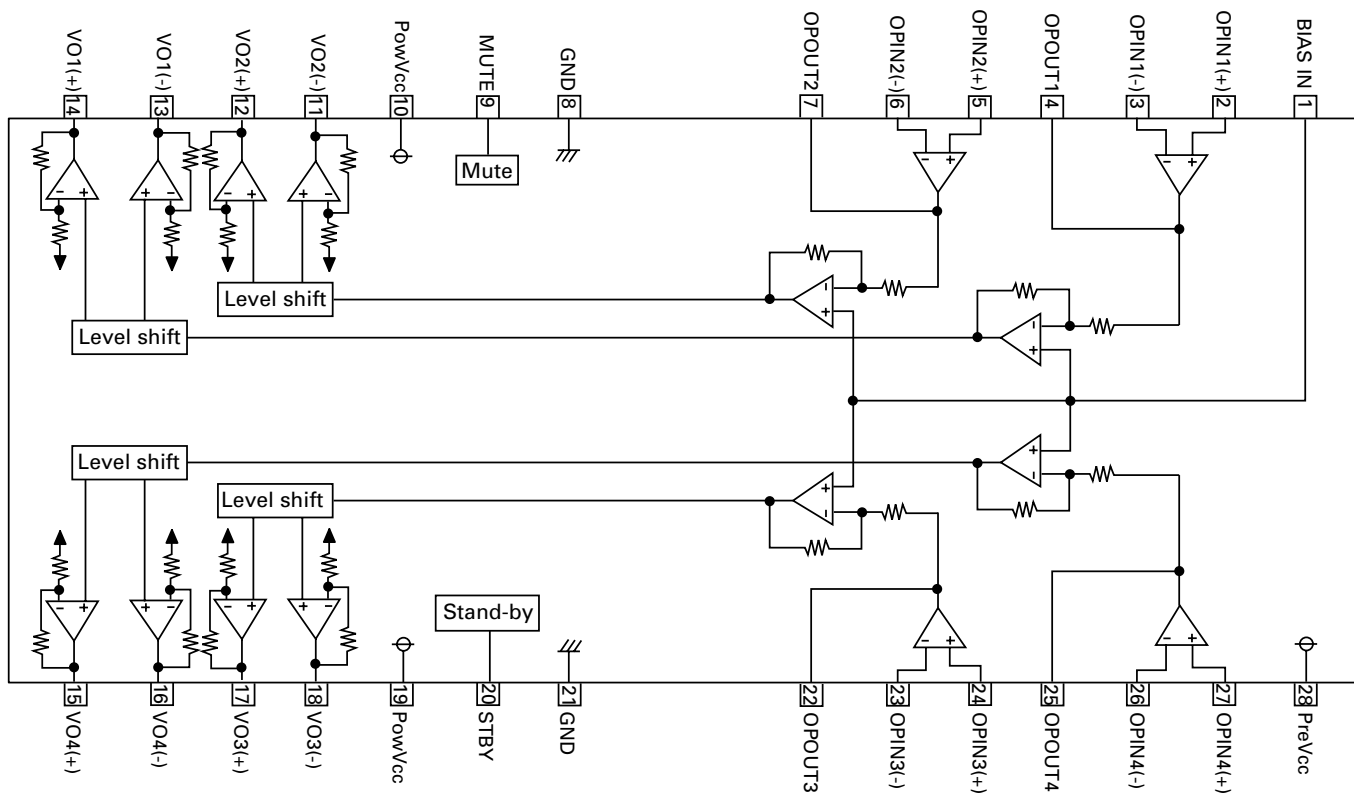 VO1(+)
VO1(-)
VO2(+)
VO2(-)
PowVcc
MUTE
GND
OPOUT2
OPIN2(-)
OPIN2(+)
OPOUT1
OPIN1(-)
OPIN1(+)
BIAS IN
14
13
12
11
10
9
8
7
6
5
4
3
2
1
Mute
- +
- +
- +
+ -
- +
+ -
Level shift
-
+
Level shift
-
+
Level shift
+
-
Level shift
+
-
Stand-by
- +
+ -
- +
+ -
- +
- +
15
16
17
18
19
20
21
22
23
24
25
26
27
28
VO4(+)
VO4(-)
VO3(+)
VO3(-)
PowVcc
STBY
GND
OPOUT3
OPIN3(-)
OPIN3(+)
OPOUT4
OPIN4(-)
OPIN4(+)
PreVcc